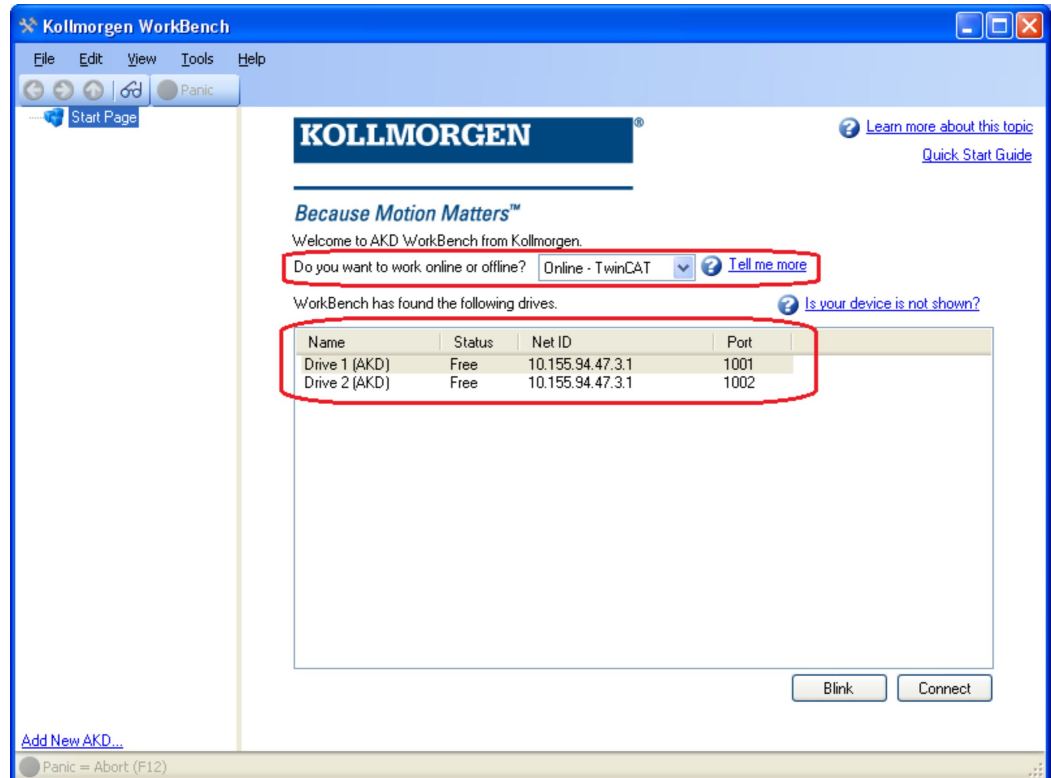 Kollmorgen WorkBench
File Edit View Tools Help
Panic
Start Page
KOLLMORGEN®
Learn more about this topic
Quick Start Guide
Because Motion Matters™
Welcome to AKD WorkBench from Kollmorgen.
Do you want to work online or offline? Online - TwinCAT Tell me more
WorkBench has found the following drives. Is your device is not shown?
Name Status Net ID Port
Drive 1 (AKD) Free 10.155.94.47.3.1 1001
Drive 2 (AKD) Free 10.155.94.47.3.1 1002
Blink Connect
Add New AKD...
Panic = Abort (F12)